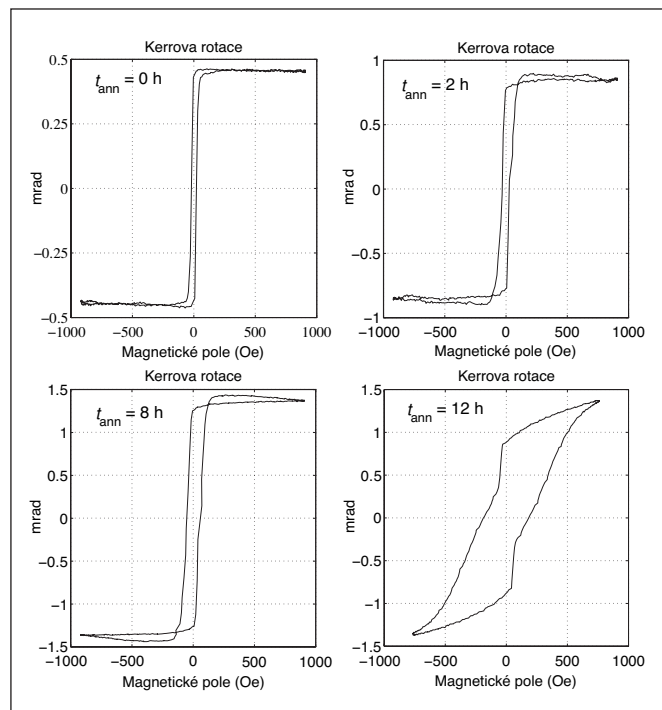 Kerrova rotace
t_ann = 0 h
0.5
0.25
0
−0.25
−0.5
mrad
−1000 −500 0 500 1000
Magnetické pole (Oe)
Kerrova rotace
t_ann = 2 h
1
0.5
0
−0.5
−1
mra d
−1000 −500 0 500 1000
Magnetické pole (Oe)
Kerrova rotace
t_ann = 8 h
1.5
1
0.5
0
−0.5
−1
−1.5
mrad
−1000 −500 0 500 1000
Magnetické pole (Oe)
Kerrova rotace
t_ann = 12 h
1.5
1
0.5
0
−0.5
−1
−1.5
mrad
−1000 −500 0 500 1000
Magnetické pole (Oe)